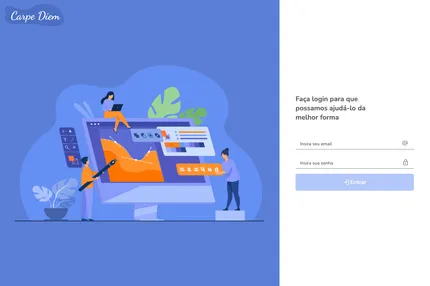 Carpe Diem
Faça login para que
possamos ajudá-lo da
melhor forma
Insira seu email
Insira sua senha
Entrar